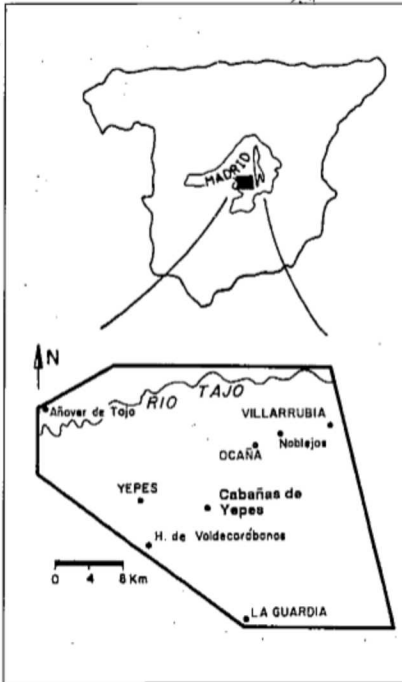 MADRID
N
RIO TAJO
Añover de Tajo
VILLARRUBIA
Noblejas
OCAÑA
YEPES
Cabañas de
Yepes
H. de Valdecarábanos
0 4 8 Km
LA GUARDIA